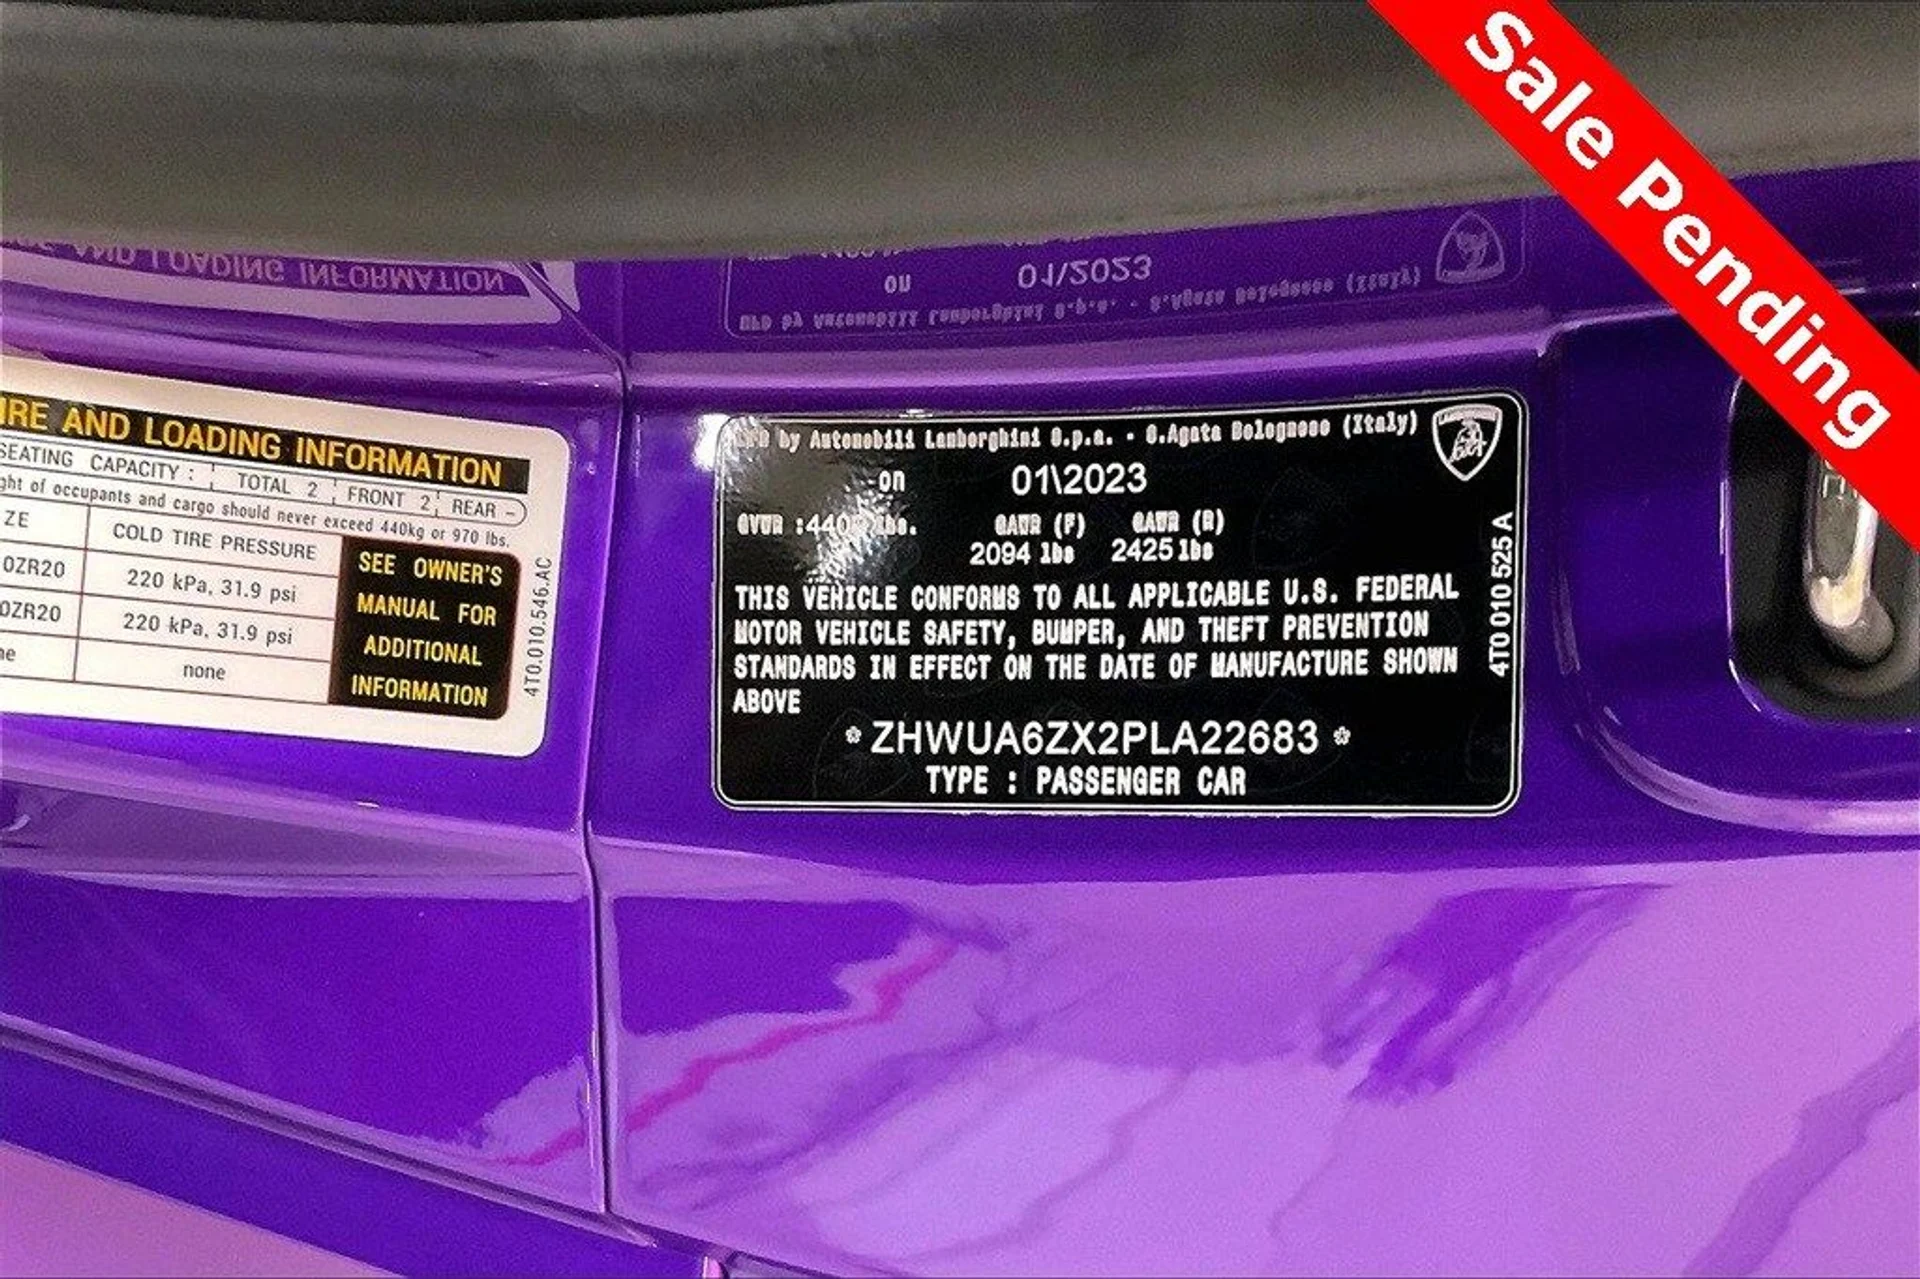 Sale Pending
IRE AND LOADING INFORMATION
SEATING CAPACITY : TOTAL 2 FRONT 2 REAR -
ght of occupants and cargo should never exceed 440kg or 970 lbs.
ZE COLD TIRE PRESSURE
0ZR20 220 kPa, 31.9 psi
0ZR20 220 kPa, 31.9 psi
ne none
SEE OWNER'S
MANUAL FOR
ADDITIONAL
INFORMATION
4T0.010.546.AC
by Automobili Lamborghini S.p.a. - S.Agata Bolognese (Italy)
on 01\2023
GVWR : lbs. GAWR (F) GAWR (R)
2094 lbs 2425 lbs
THIS VEHICLE CONFORMS TO ALL APPLICABLE U.S. FEDERAL
MOTOR VEHICLE SAFETY, BUMPER, AND THEFT PREVENTION
STANDARDS IN EFFECT ON THE DATE OF MANUFACTURE SHOWN
ABOVE
* ZHWUA6ZX2PLA22683 *
TYPE : PASSENGER CAR
4T0 010 525 A
LAMBORGHINI